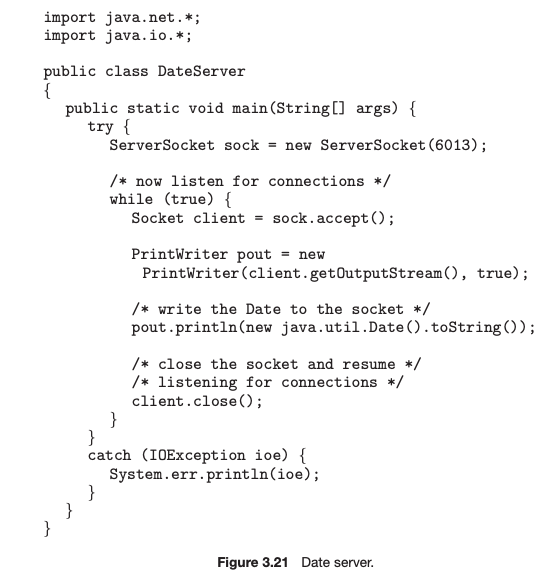 import java.net.*;
import java.io.*;
public class DateServer
{
public static void main(String[] args) {
try {
ServerSocket sock = new ServerSocket(6013);
/* now listen for connections */
while (true) {
Socket client = sock.accept();
PrintWriter pout = new
PrintWriter(client.getOutputStream(), true);
/* write the Date to the socket */
pout.println(new java.util.Date().toString());
/* close the socket and resume */
/* listening for connections */
client.close();
}
}
catch (IOException ioe) {
System.err.println(ioe);
}
}
}
Figure 3.21 Date server.